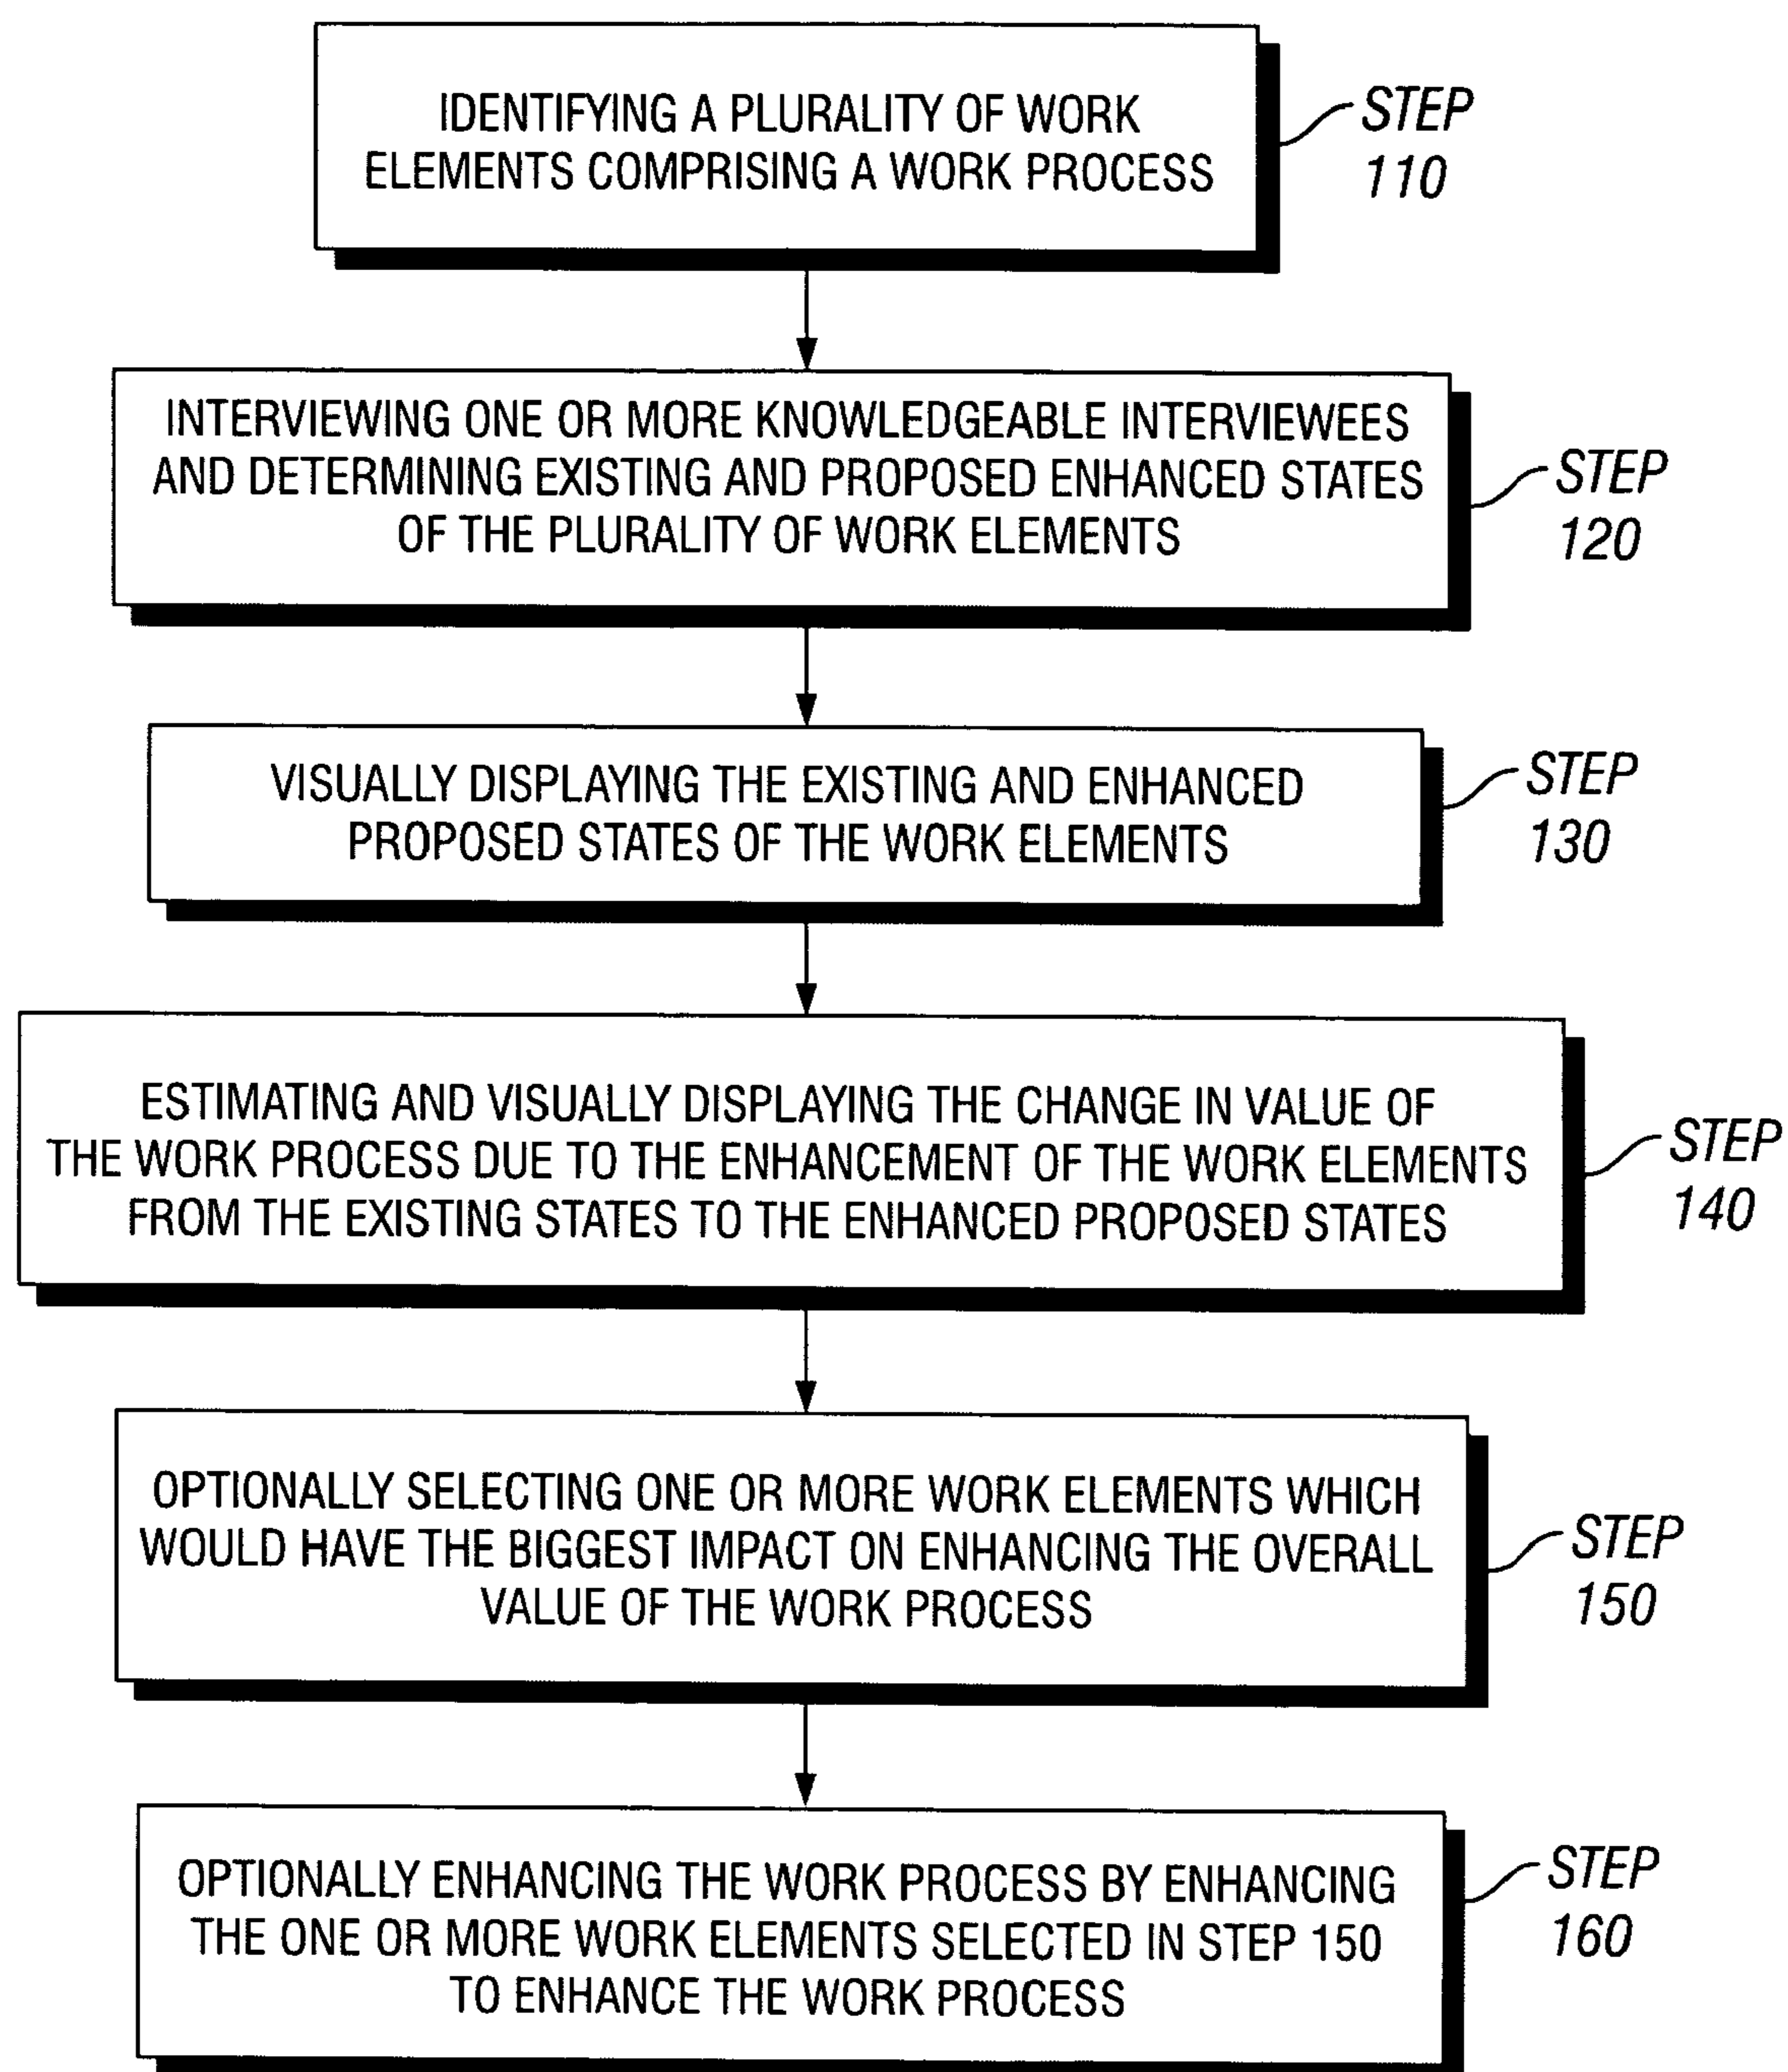 IDENTIFYING A PLURALITY OF WORK
ELEMENTS COMPRISING A WORK PROCESS
STEP
110
INTERVIEWING ONE OR MORE KNOWLEDGEABLE INTERVIEWEES
AND DETERMINING EXISTING AND PROPOSED ENHANCED STATES
OF THE PLURALITY OF WORK ELEMENTS
STEP
120
VISUALLY DISPLAYING THE EXISTING AND ENHANCED
PROPOSED STATES OF THE WORK ELEMENTS
STEP
130
ESTIMATING AND VISUALLY DISPLAYING THE CHANGE IN VALUE OF
THE WORK PROCESS DUE TO THE ENHANCEMENT OF THE WORK ELEMENTS
FROM THE EXISTING STATES TO THE ENHANCED PROPOSED STATES
STEP
140
OPTIONALLY SELECTING ONE OR MORE WORK ELEMENTS WHICH
WOULD HAVE THE BIGGEST IMPACT ON ENHANCING THE OVERALL
VALUE OF THE WORK PROCESS
STEP
150
OPTIONALLY ENHANCING THE WORK PROCESS BY ENHANCING
THE ONE OR MORE WORK ELEMENTS SELECTED IN STEP 150
TO ENHANCE THE WORK PROCESS
STEP
160